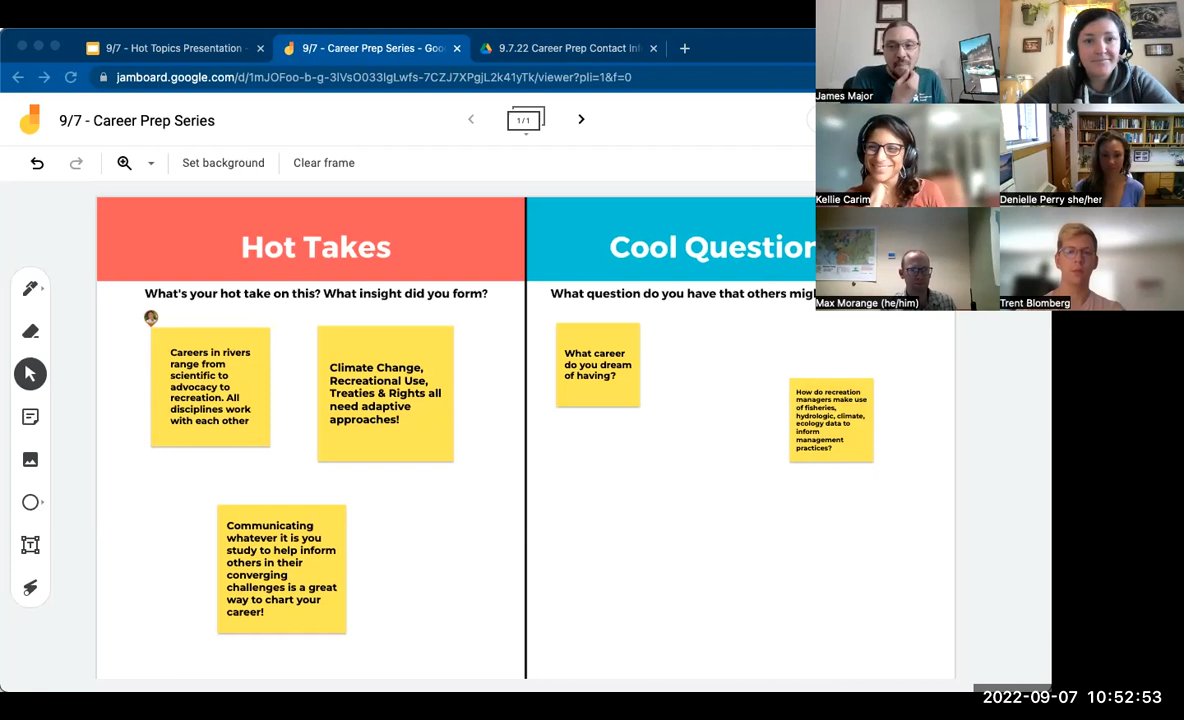 9/7 - Hot Topics Presentation -
9/7 - Career Prep Series - Goo
9.7.22 Career Prep Contact Inf
jamboard.google.com/d/1mJOFoo-b-g-3lVsO033lgLwfs-7CZJ7XPgjL2k41yTk/viewer?pli=1&f=0
9/7 - Career Prep Series
1/1
Set background
Clear frame
Hot Takes
What's your hot take on this? What insight did you form?
Careers in rivers
range from
scientific to
advocacy to
recreation. All
disciplines work
with each other
Climate Change,
Recreational Use,
Treaties & Rights all
need adaptive
approaches!
Communicating
whatever it is you
study to help inform
others in their
converging
challenges is a great
way to chart your
career!
Cool Question
What question do you have that others mig
What career
do you dream
of having?
How do recreation
managers make use
of fisheries,
hydrologic, climate,
ecology data to
inform
management
practices?
James Major
Kellie Carim
Denielle Perry she/her
Max Morange (he/him)
Trent Blomberg
2022-09-07 10:52:53